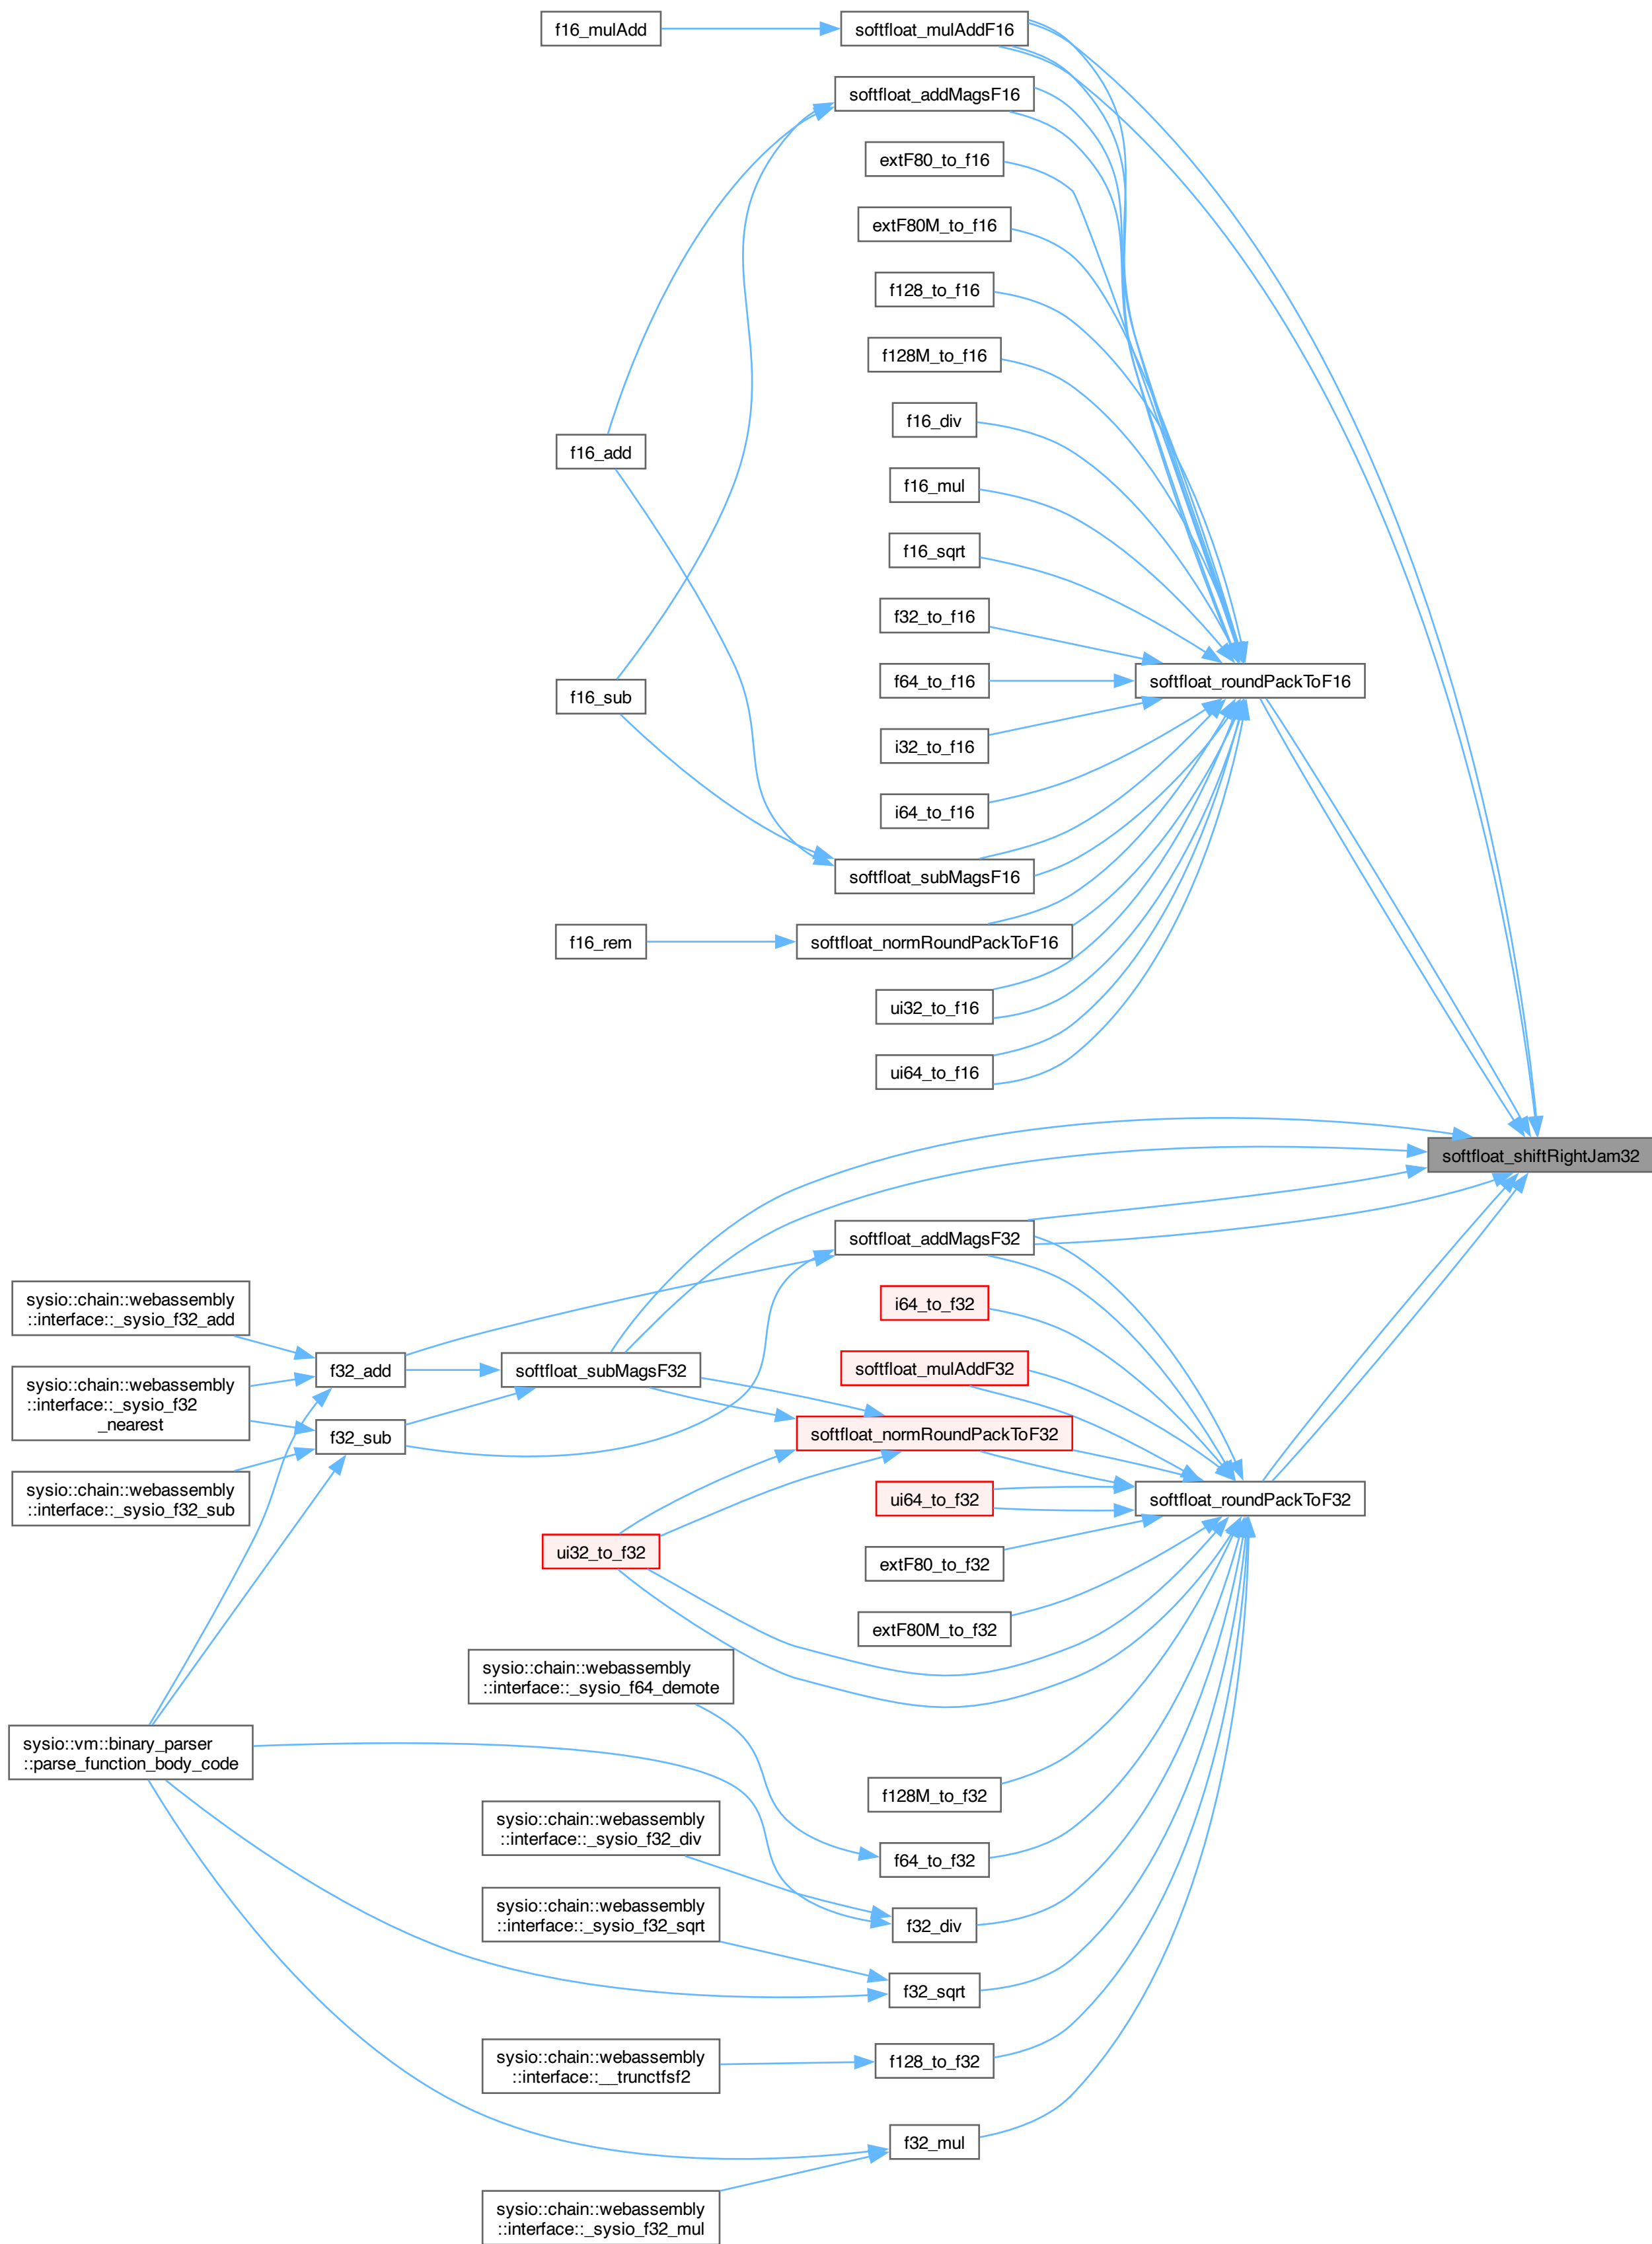 f16_mulAdd
softfloat_mulAddF16
softfloat_addMagsF16
extF80_to_f16
extF80M_to_f16
f128_to_f16
f128M_to_f16
f16_div
f16_add
f16_mul
f16_sqrt
f32_to_f16
softfloat_roundPackToF16
f64_to_f16
f16_sub
i32_to_f16
i64_to_f16
softfloat_subMagsF16
f16_rem
softfloat_normRoundPackToF16
ui32_to_f16
ui64_to_f16
softfloat_shiftRightJam32
softfloat_addMagsF32
sysio::chain::webassembly
::interface::_sysio_f32_add
i64_to_f32
f32_add
softfloat_subMagsF32
softfloat_mulAddF32
sysio::chain::webassembly
::interface::_sysio_f32
_nearest
f32_sub
softfloat_normRoundPackToF32
sysio::chain::webassembly
::interface::_sysio_f32_sub
ui64_to_f32
softfloat_roundPackToF32
ui32_to_f32
extF80_to_f32
extF80M_to_f32
sysio::chain::webassembly
::interface::_sysio_f64_demote
sysio::vm::binary_parser
::parse_function_body_code
f128M_to_f32
sysio::chain::webassembly
::interface::_sysio_f32_div
f64_to_f32
sysio::chain::webassembly
::interface::_sysio_f32_sqrt
f32_div
f32_sqrt
sysio::chain::webassembly
::interface::__trunctfsf2
f128_to_f32
f32_mul
sysio::chain::webassembly
::interface::_sysio_f32_mul